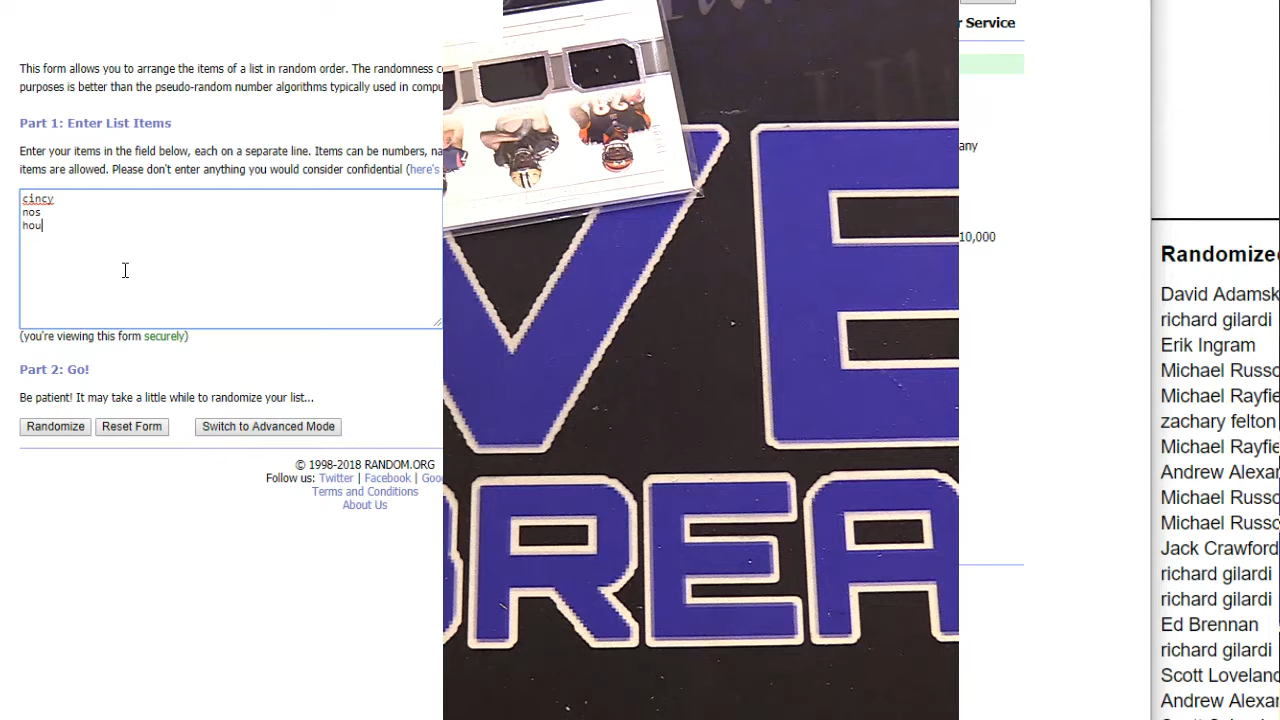 r Service
This form allows you to arrange the items of a list in random order. The randomness
purposes is better than the pseudo-random number algorithms typically used in
Part 1: Enter List Items
Enter your items in the field below, each on a separate line. Items can be numbers,
any
items are allowed. Please don't enter anything you would consider confidential (here's
cincy
nos
hou
10,000
(you're viewing this form securely)
Part 2: Go!
Be patient! It may take a little while to randomize your list...
Randomize Reset Form Switch to Advanced Mode
© 1998-2018 RANDOM.ORG
Follow us: Twitter | Facebook | Goo
Terms and Conditions
About Us
VE
REA
Randomize
David Adamsk
richard gilardi
Erik Ingram
Michael Russo
Michael Rayfie
zachary felton
Michael Rayfie
Andrew Alexan
Michael Russo
Michael Russo
Jack Crawford
richard gilardi
richard gilardi
Ed Brennan
richard gilardi
Scott Loveland
Andrew Alexan